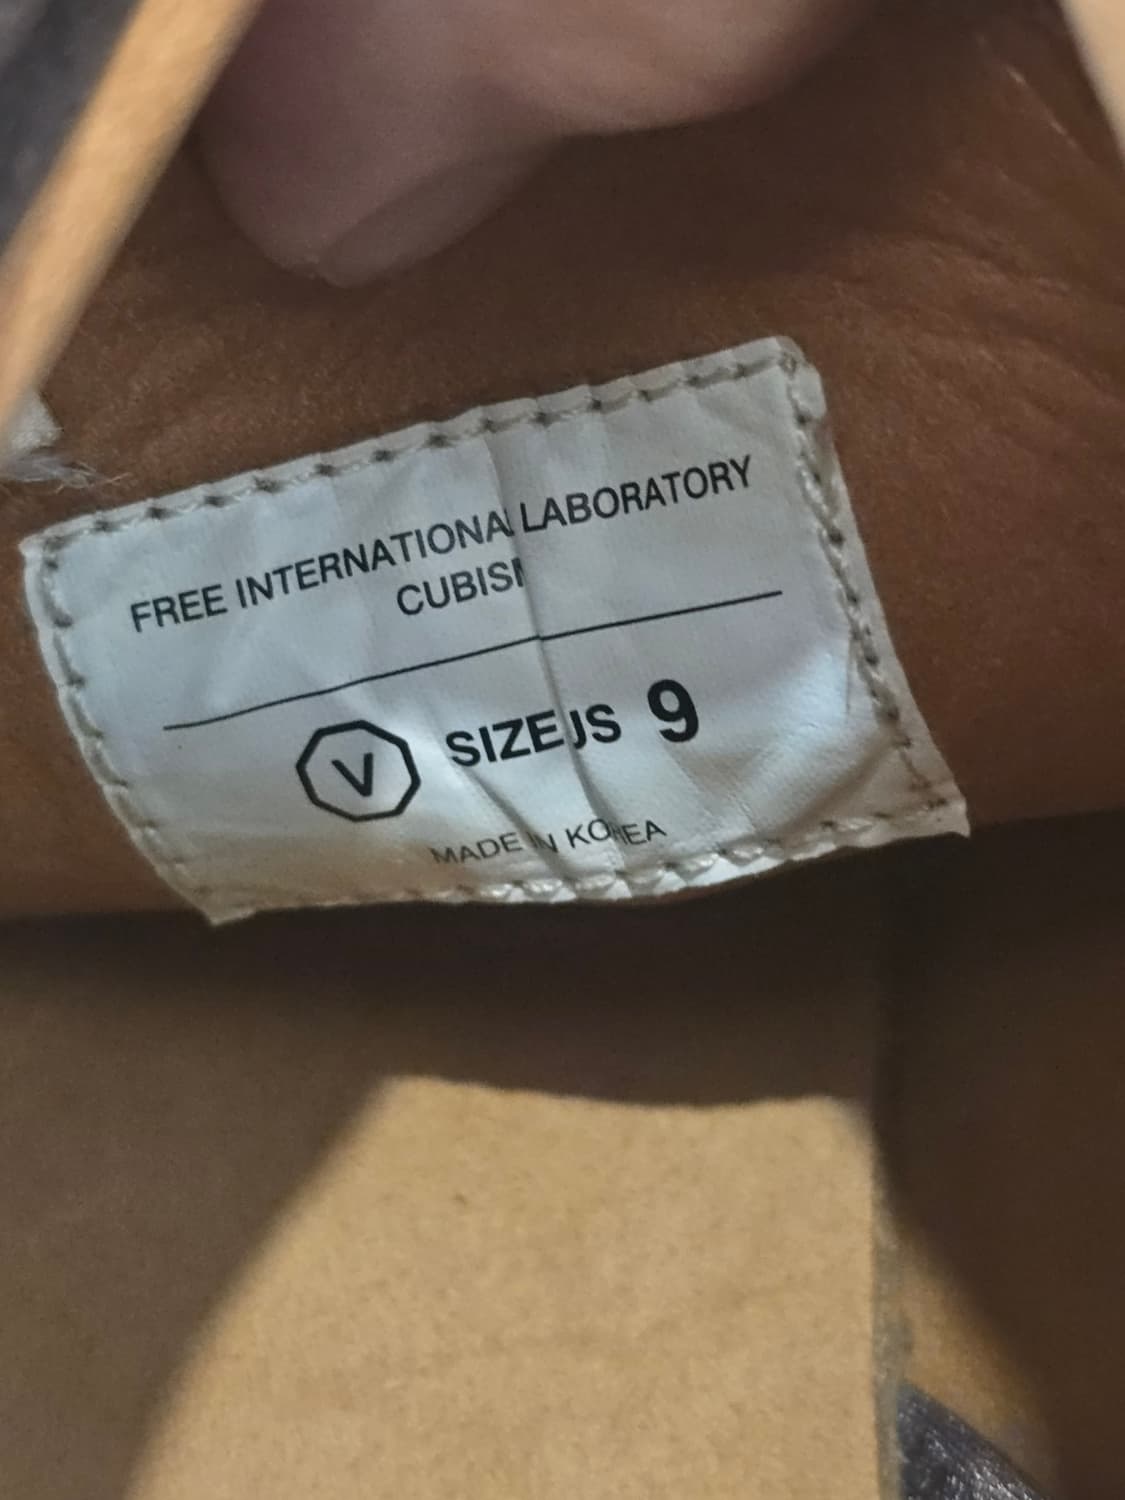 FREE INTERNATIONAL LABORATORY
CUBISM
V SIZE US 9
MADE IN KOREA